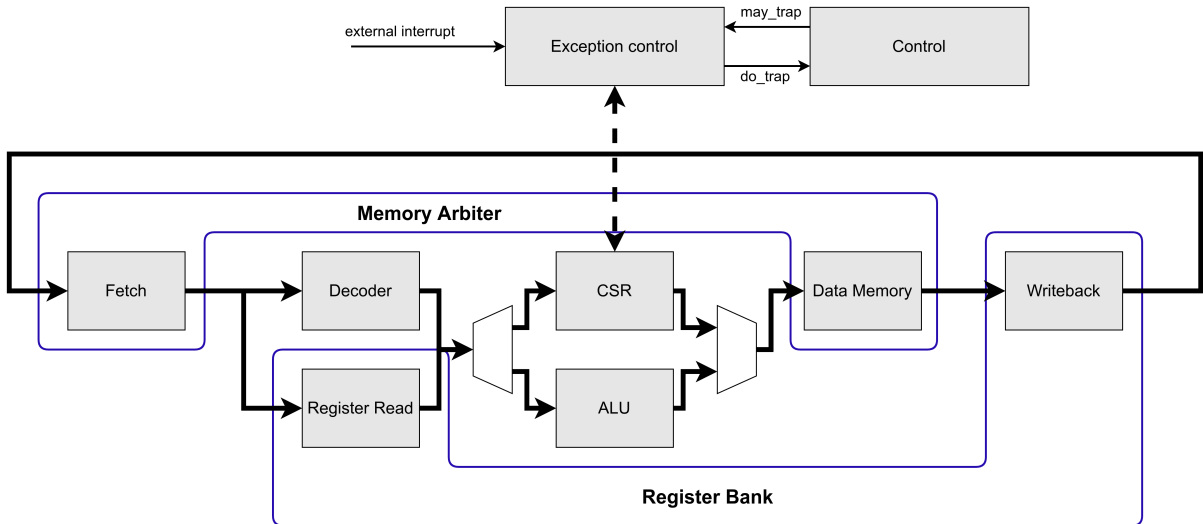 may_trap
external interrupt
Exception control
Control
do_trap
Memory Arbiter
Fetch
Decoder
CSR
Data Memory
Writeback
Register Read
ALU
Register Bank